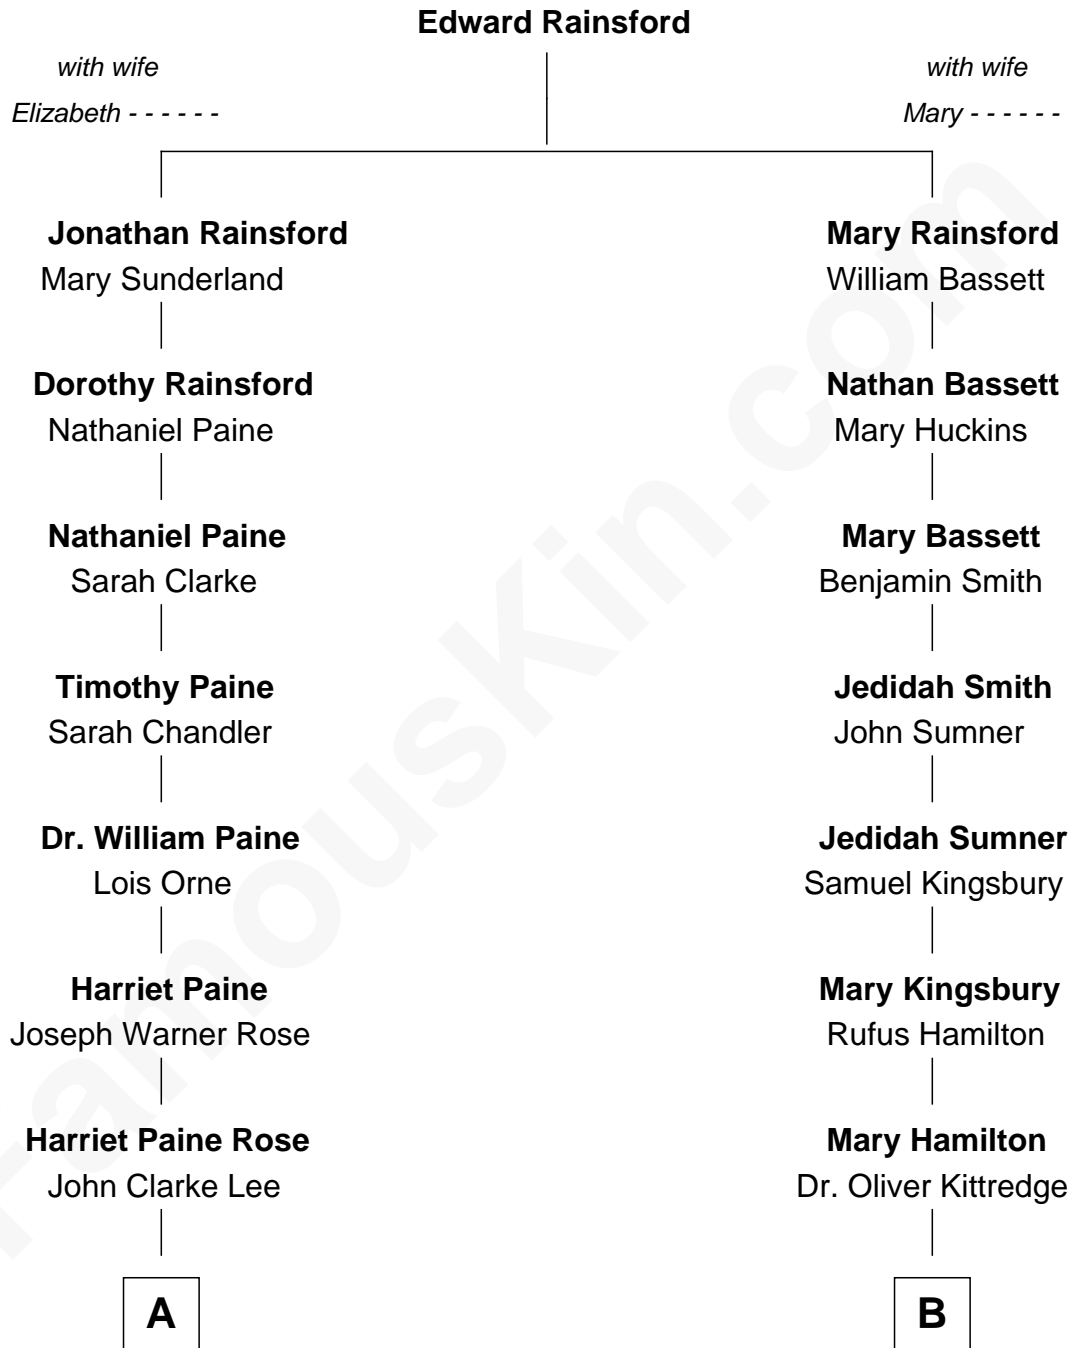 Edward Rainsford
with wife
Elizabeth - - - - - -
with wife
Mary - - - - - -
Jonathan Rainsford
Mary Sunderland
Mary Rainsford
William Bassett
Dorothy Rainsford
Nathaniel Paine
Nathan Bassett
Mary Huckins
Nathaniel Paine
Sarah Clarke
Mary Bassett
Benjamin Smith
Timothy Paine
Sarah Chandler
Jedidah Smith
John Sumner
Dr. William Paine
Lois Orne
Jedidah Sumner
Samuel Kingsbury
Harriet Paine
Joseph Warner Rose
Mary Kingsbury
Rufus Hamilton
Harriet Paine Rose
John Clarke Lee
Mary Hamilton
Dr. Oliver Kittredge
A
B
FamousKin.com